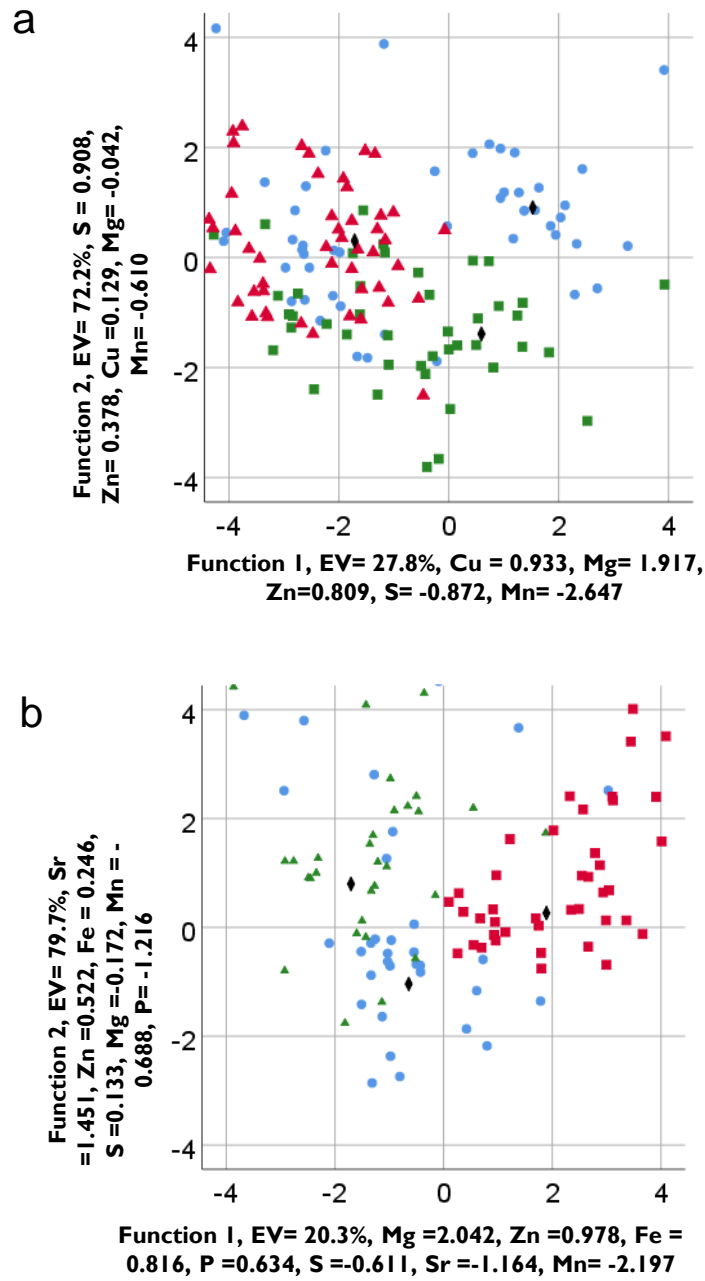 a
4
2
0
-2
-4
-4 -2 0 2 4
Function 2, EV= 72.2%, S = 0.908,
Zn= 0.378, Cu =0.129, Mg= -0.042,
Mn= -0.610
Function 1, EV= 27.8%, Cu = 0.933, Mg= 1.917,
Zn=0.809, S= -0.872, Mn= -2.647
b
4
2
0
-2
-4
-4 -2 0 2 4
Function 2, EV= 79.7%, Sr
=1.451, Zn =0.522, Fe = 0.246,
S =0.133, Mg =-0.172, Mn = -
0.688, P= -1.216
Function 1, EV= 20.3%, Mg =2.042, Zn =0.978, Fe =
0.816, P =0.634, S =-0.611, Sr =-1.164, Mn= -2.197